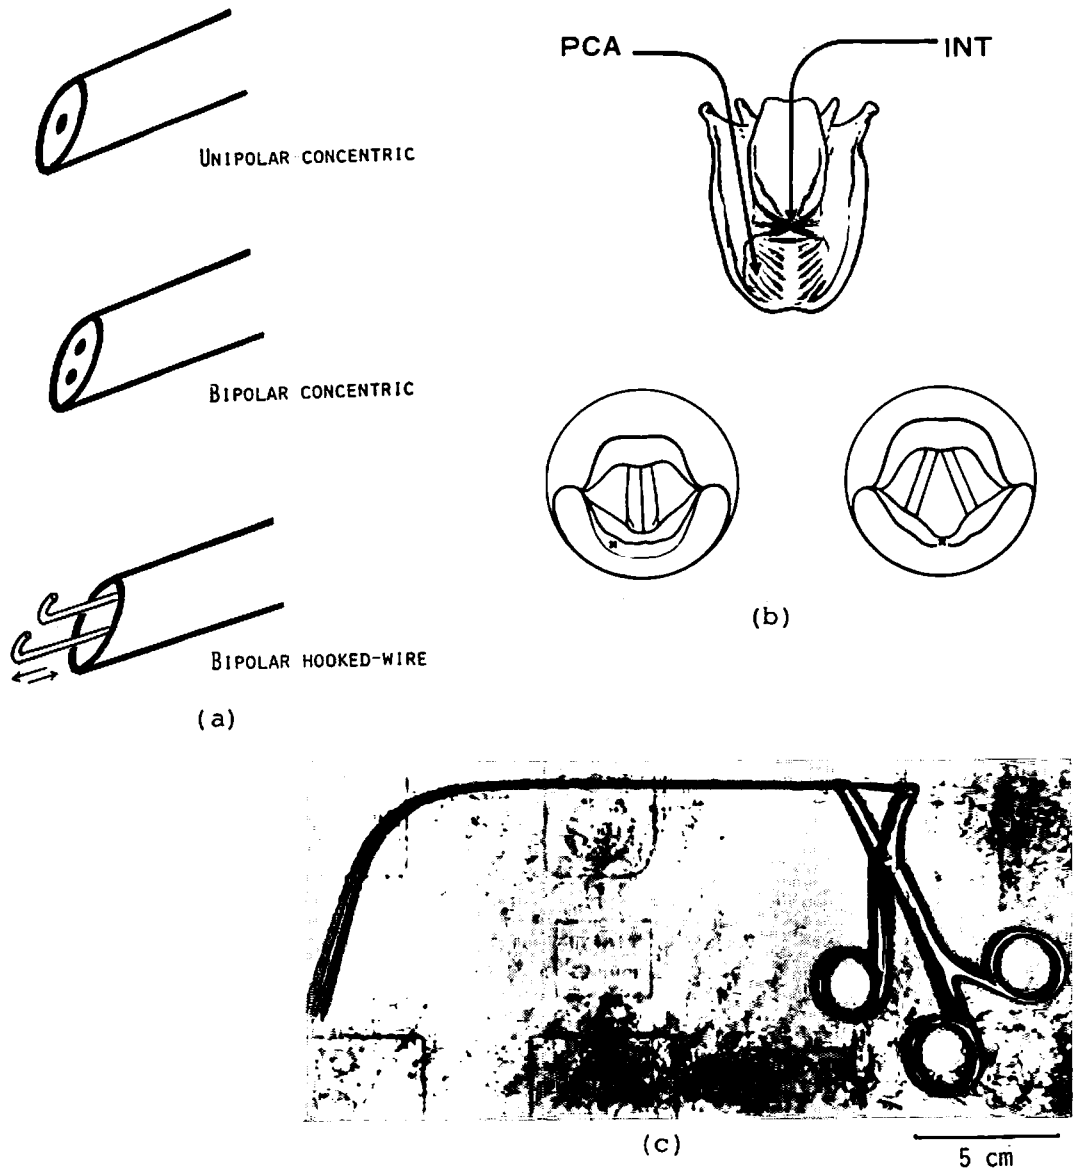 UNIPOLAR CONCENTRIC
BIPOLAR CONCENTRIC
BIPOLAR HOOKED-WIRE
(a)
PCA
INT
(b)
(c)
5 cm